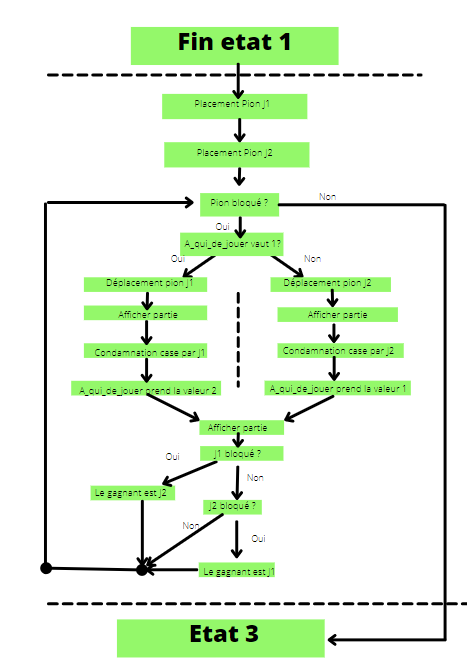 Fin etat 1
Placement Pion J1
Placement Pion J2
Pion bloqué ?
Non
Oui
A_qui_de_jouer vaut 1?
Oui
Non
Déplacement pion J1
Déplacement pion J2
Afficher partie
Afficher partie
Condamnation case par J1
Condamnation case par J2
A_qui_de_jouer prend la valeur 2
A_qui_de_jouer prend la valeur 1
Afficher partie
J1 bloqué ?
Oui
Non
Le gagnant est J2
J2 bloqué ?
Non
Oui
Le gagnant est J1
Etat 3